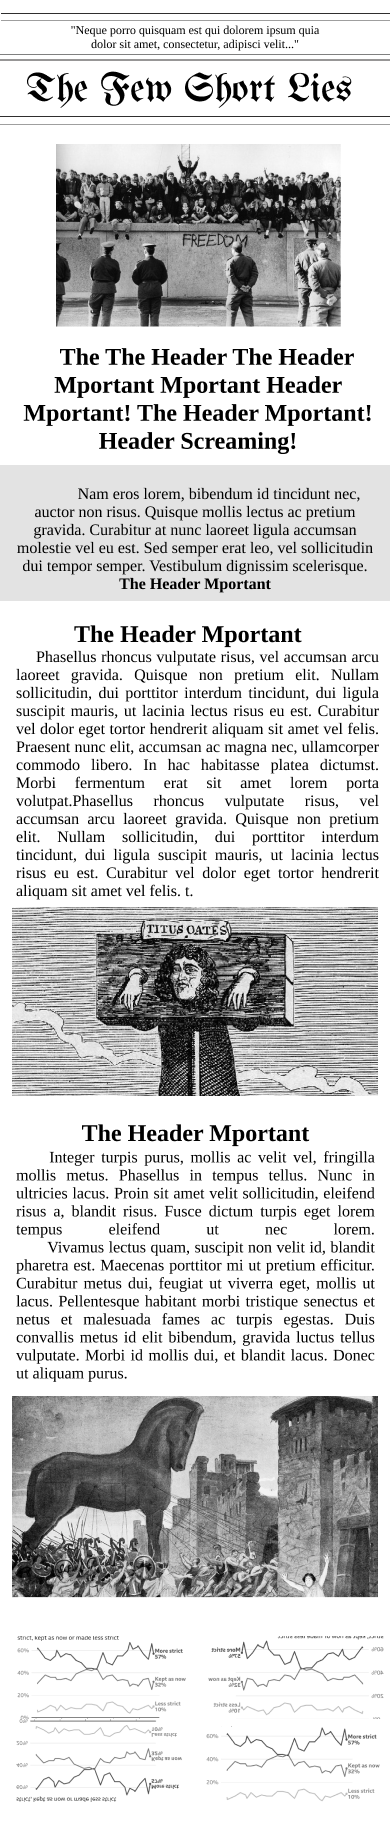 "Neque porro quisquam est qui dolorem ipsum quia
dolor sit amet, consectetur, adipisci velit..."
The Few Short Lies
FREEDOM
The The Header The Header
Mportant Mportant Header
Mportant! The Header Mportant!
Header Screaming!
Nam eros lorem, bibendum id tincidunt nec,
auctor non risus. Quisque mollis lectus ac pretium
gravida. Curabitur at nunc laoreet ligula accumsan
molestie vel eu est. Sed semper erat leo, vel sollicitudin
dui tempor semper. Vestibulum dignissim scelerisque.
The Header Mportant
The Header Mportant
Phasellus rhoncus vulputate risus, vel accumsan arcu
laoreet gravida. Quisque non pretium elit. Nullam
sollicitudin, dui porttitor interdum tincidunt, dui ligula
suscipit mauris, ut lacinia lectus risus eu est. Curabitur
vel dolor eget tortor hendrerit aliquam sit amet vel felis.
Praesent nunc elit, accumsan ac magna nec, ullamcorper
commodo libero. In hac habitasse platea dictumst.
Morbi fermentum erat sit amet lorem porta
volutpat.Phasellus rhoncus vulputate risus, vel
accumsan arcu laoreet gravida. Quisque non pretium
elit. Nullam sollicitudin, dui porttitor interdum
tincidunt, dui ligula suscipit mauris, ut lacinia lectus
risus eu est. Curabitur vel dolor eget tortor hendrerit
aliquam sit amet vel felis. t.
TITUS OATES
The Header Mportant
Integer turpis purus, mollis ac velit vel, fringilla
mollis metus. Phasellus in tempus tellus. Nunc in
ultricies lacus. Proin sit amet velit sollicitudin, eleifend
risus a, blandit risus. Fusce dictum turpis eget lorem
tempus eleifend ut nec lorem.
Vivamus lectus quam, suscipit non velit id, blandit
pharetra est. Maecenas porttitor mi ut pretium efficitur.
Curabitur metus dui, feugiat ut viverra eget, mollis ut
lacus. Pellentesque habitant morbi tristique senectus et
netus et malesuada fames ac turpis egestas. Duis
convallis metus id elit bibendum, gravida luctus tellus
vulputate. Morbi id mollis dui, et blandit lacus. Donec
ut aliquam purus.
strict, kept as now or made less strict
60%
More strict
57%
40%
Kept as now
32%
20%
Less strict
10%
60%
More strict
57%
40%
Kept as now
32%
20%
Less strict
10%
strict, kept as now or made less strict